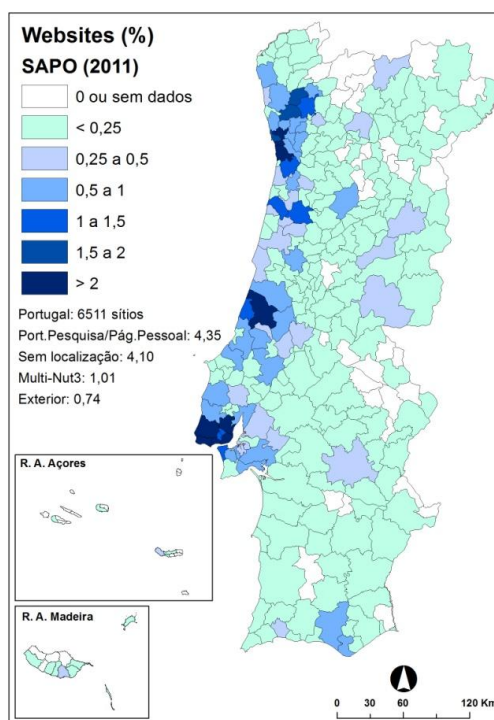 Websites (%)
SAPO (2011)
0 ou sem dados
< 0,25
0,25 a 0,5
0,5 a 1
1 a 1,5
1,5 a 2
> 2
Portugal: 6511 sítios
Port.Pesquisa/Pág.Pessoal: 4,35
Sem localização: 4,10
Multi-Nut3: 1,01
Exterior: 0,74
R. A. Açores
R. A. Madeira
0 30 60 120 Km